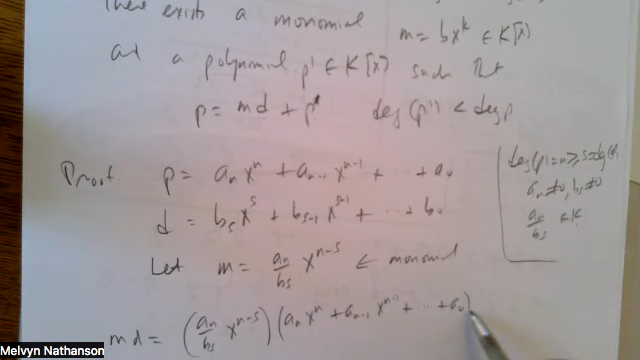 There exists a monomial m = bx^k ∈ K[x]
and a polynomial p' ∈ K[x] such that
p = md + p' deg(p') < deg p
Proof p = a_n x^n + a_{n-1} x^{n-1} + ... + a_0
d = b_s x^s + b_{s-1} x^{s-1} + ... + b_0
deg(p) = n ≥ s = deg(d)
a_n ≠ 0, b_s ≠ 0
a_n/b_s ∈ K
Let m = a_n/b_s x^{n-s} ← monomial
md = (a_n/b_s x^{n-s}) (a_n x^n + a_{n-1} x^{n-1} + ... + a_0)
Melvyn Nathanson